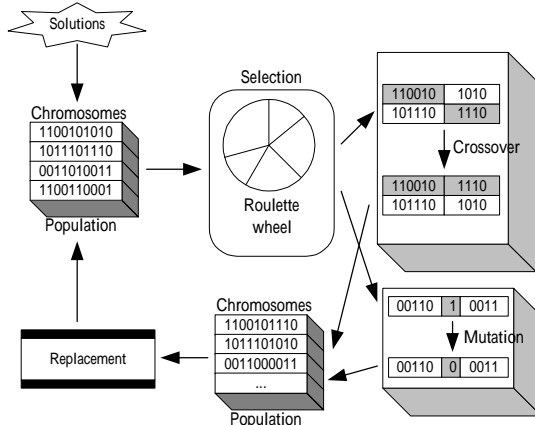 Solutions
Chromosomes
1100101010
1011101110
0011010011
1100110001
Population
Selection
Roulette
wheel
110010 1010
101110 1110
Crossover
110010 1110
101110 1010
00110 1 0011
Mutation
00110 0 0011
Chromosomes
1100101110
1011101010
0011000011
...
Population
Replacement